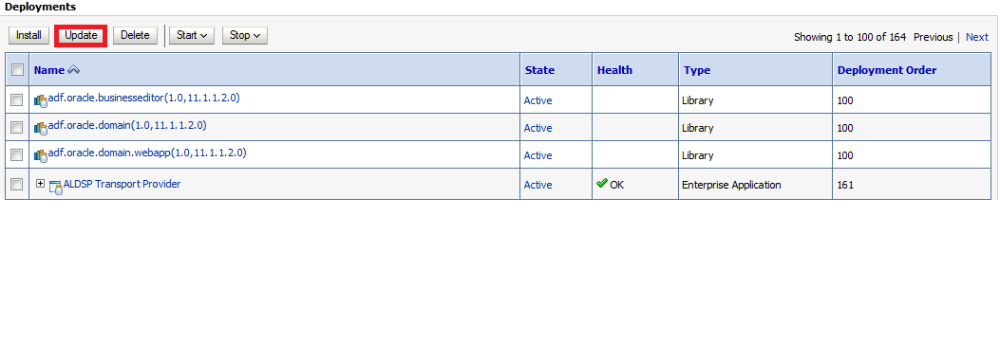 Deployments
Install Update Delete Start Stop Showing 1 to 100 of 164 Previous | Next
Name State Health Type Deployment Order
adf.oracle.businesseditor(1.0,11.1.1.2.0) Active Library 100
adf.oracle.domain(1.0,11.1.1.2.0) Active Library 100
adf.oracle.domain.webapp(1.0,11.1.1.2.0) Active Library 100
ALDSP Transport Provider Active OK Enterprise Application 161